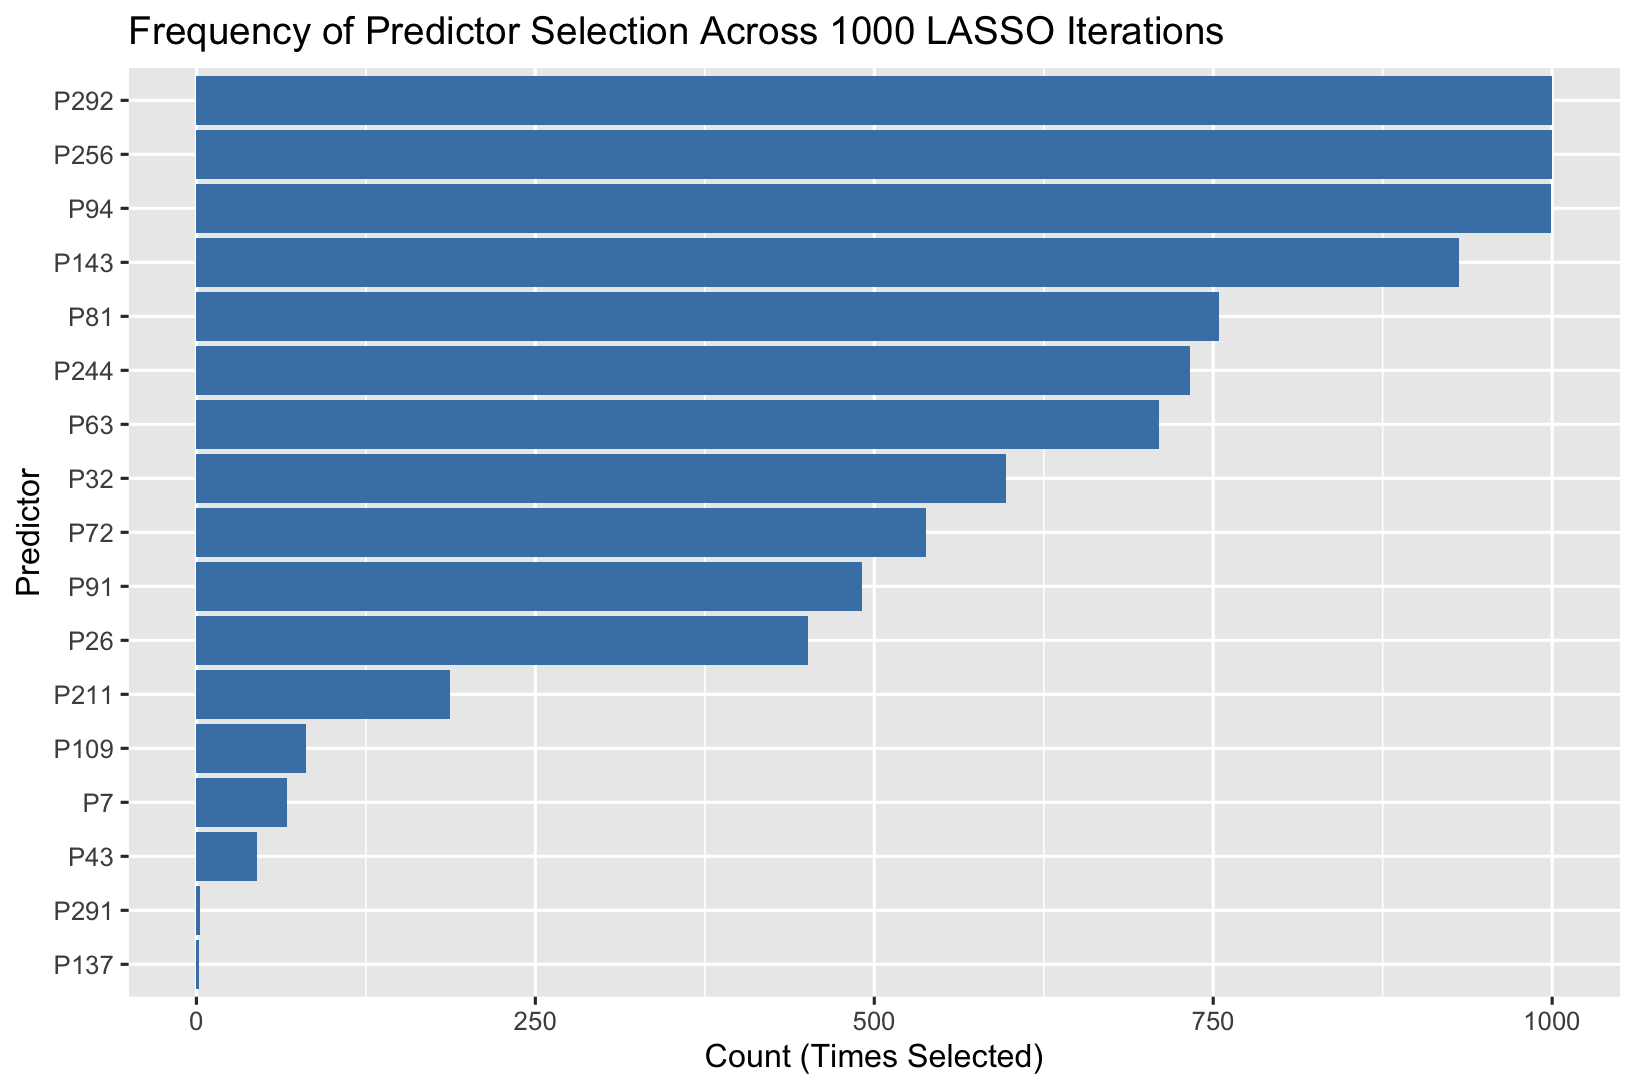 Frequency of Predictor Selection Across 1000 LASSO Iterations
Predictor
P292
P256
P94
P143
P81
P244
P63
P32
P72
P91
P26
P211
P109
P7
P43
P291
P137
0 250 500 750 1000
Count (Times Selected)